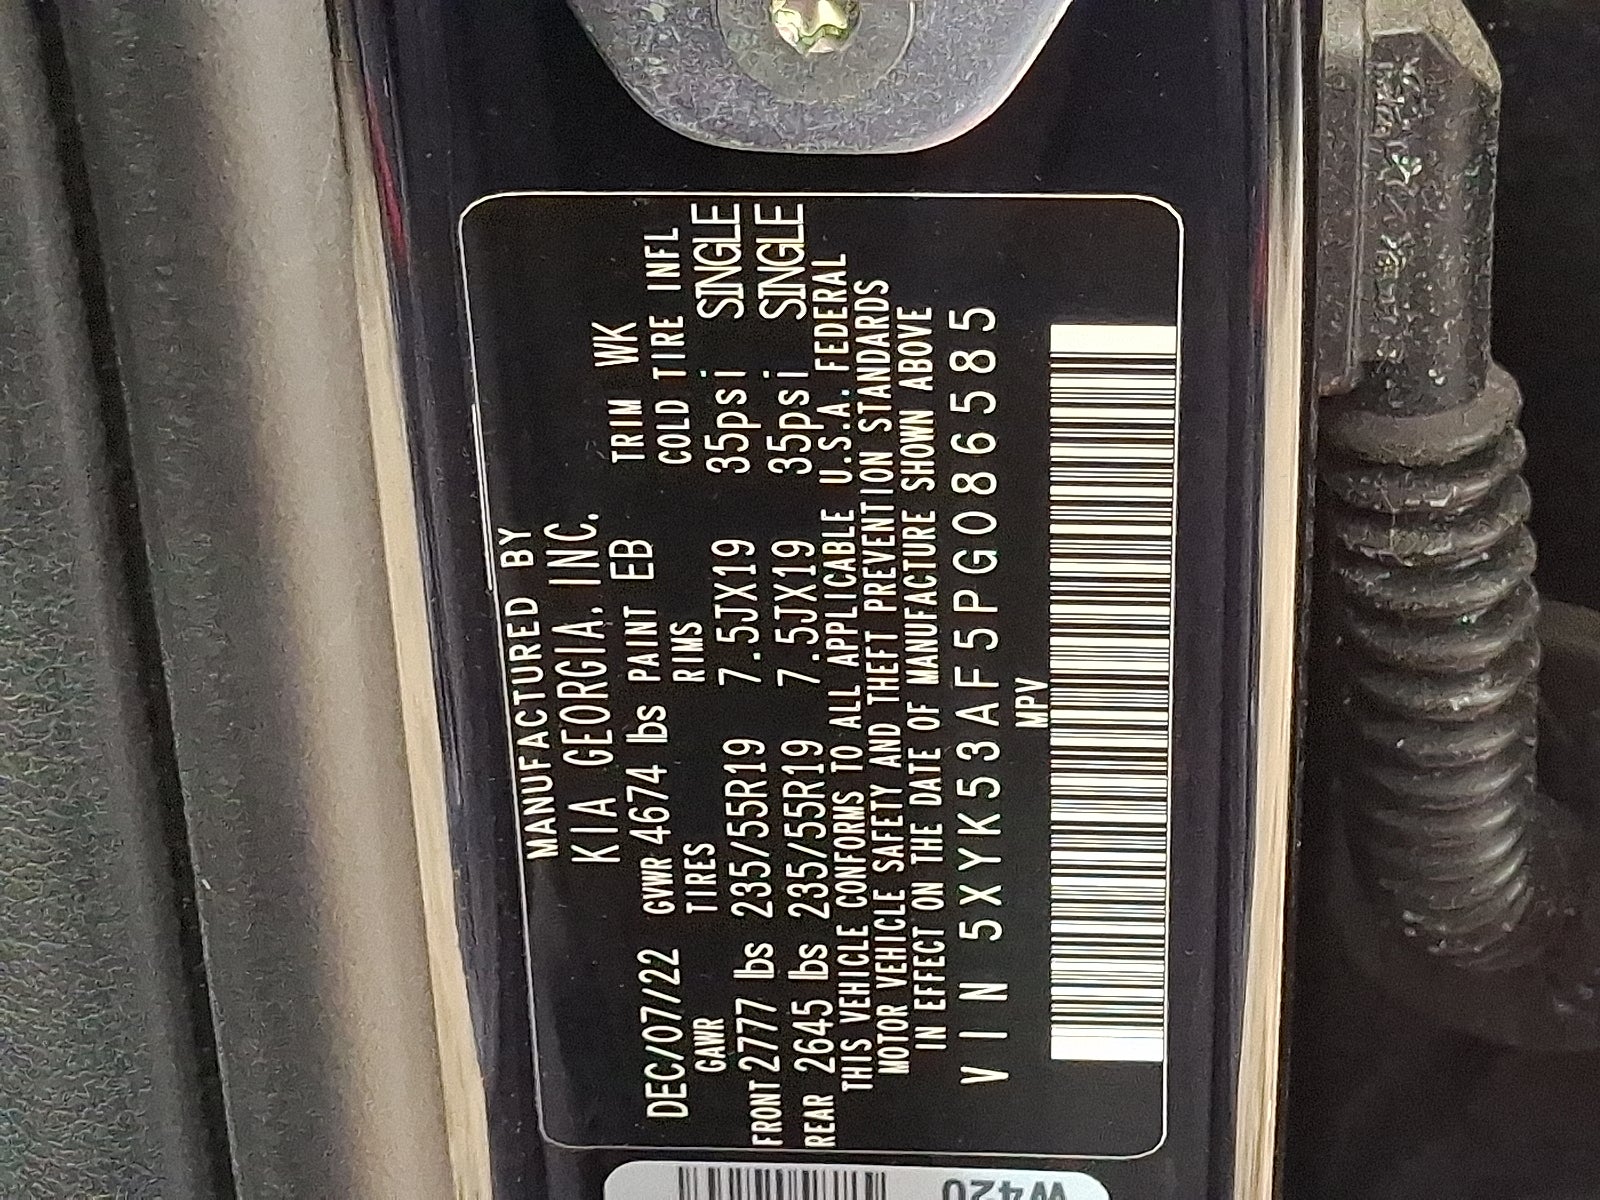 MANUFACTURED BY
KIA GEORGIA, INC.
DEC/07/22 GVWR 4674 lbs PAINT EB TRIM WK
GAWR TIRES RIMS COLD TIRE INFL
FRONT 2777 lbs 235/55R19 7.5JX19 35psi SINGLE
REAR 2645 lbs 235/55R19 7.5JX19 35psi SINGLE
THIS VEHICLE CONFORMS TO ALL APPLICABLE U.S.A. FEDERAL
MOTOR VEHICLE SAFETY AND THEFT PREVENTION STANDARDS
IN EFFECT ON THE DATE OF MANUFACTURE SHOWN ABOVE
VIN 5XYK53AF5PG086585
MPV
W420